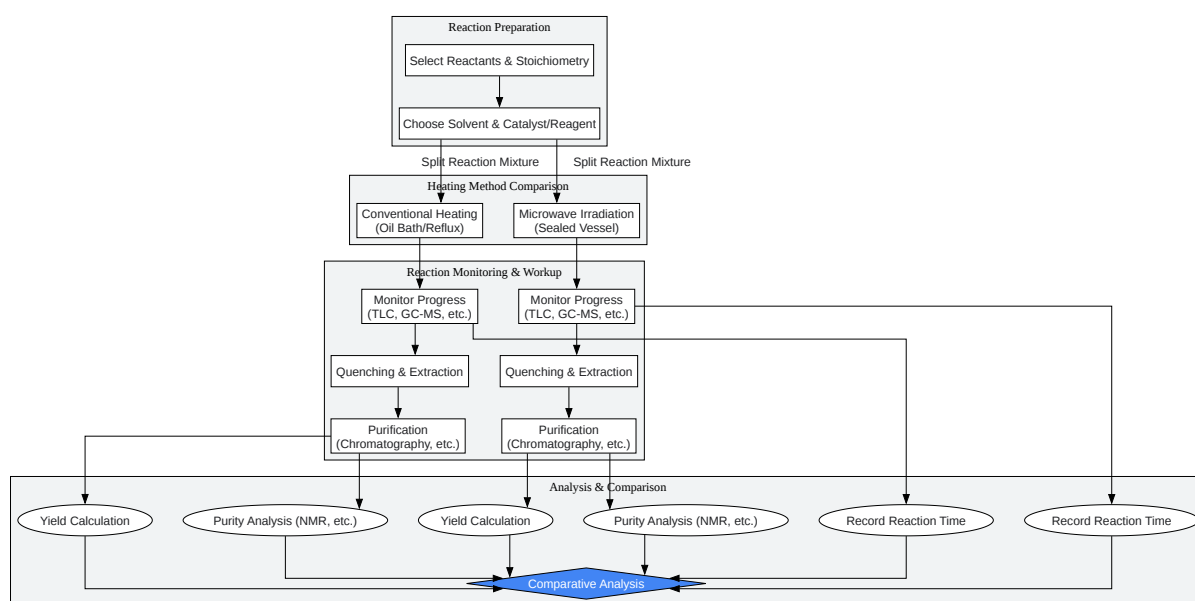 Reaction Preparation
Select Reactants & Stoichiometry
Choose Solvent & Catalyst/Reagent
Split Reaction Mixture
Split Reaction Mixture
Heating Method Comparison
Conventional Heating
(Oil Bath/Reflux)
Microwave Irradiation
(Sealed Vessel)
Reaction Monitoring & Workup
Monitor Progress
(TLC, GC-MS, etc.)
Monitor Progress
(TLC, GC-MS, etc.)
Quenching & Extraction
Quenching & Extraction
Purification
(Chromatography, etc.)
Purification
(Chromatography, etc.)
Analysis & Comparison
Yield Calculation
Purity Analysis (NMR, etc.)
Yield Calculation
Purity Analysis (NMR, etc.)
Record Reaction Time
Record Reaction Time
Comparative Analysis